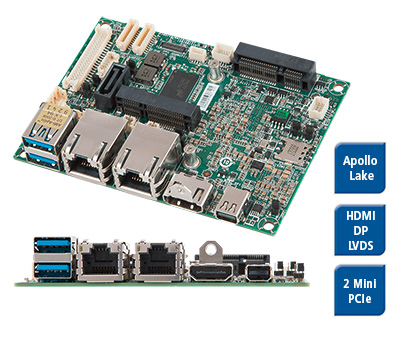 Apollo
Lake
HDMI
DP
LVDS
2 Mini
PCIe